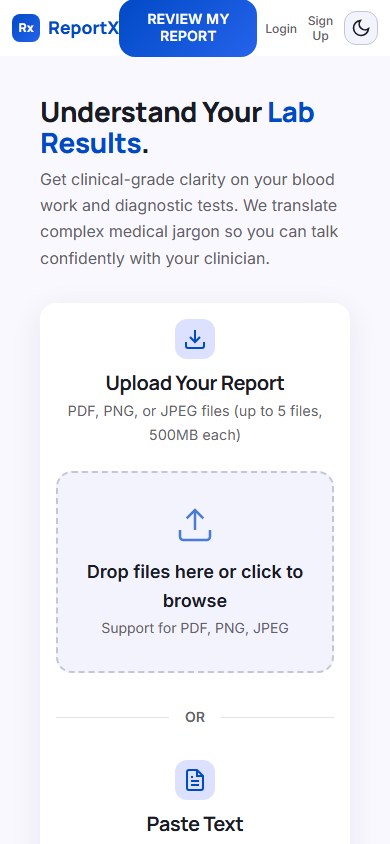 Rx
ReportX
REVIEW MY
REPORT
Login
Sign
Up
Understand Your Lab
Results.
Get clinical-grade clarity on your blood
work and diagnostic tests. We translate
complex medical jargon so you can talk
confidently with your clinician.
Upload Your Report
PDF, PNG, or JPEG files (up to 5 files,
500MB each)
Drop files here or click to
browse
Support for PDF, PNG, JPEG
OR
Paste Text